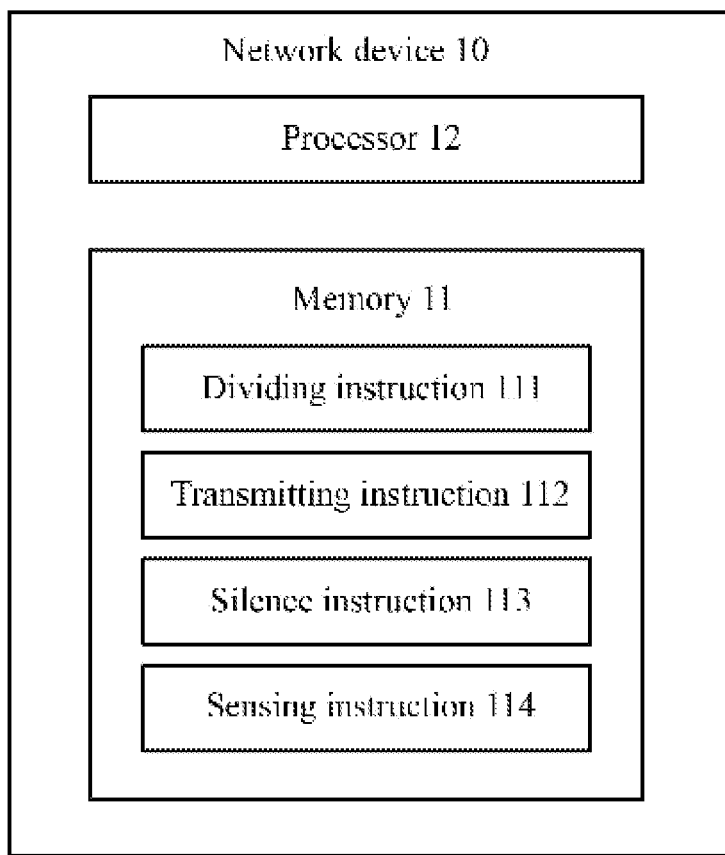 Network device 10
Processor 12
Memory 11
Dividing instruction 111
Transmitting instruction 112
Silence instruction 113
Sensing instruction 114